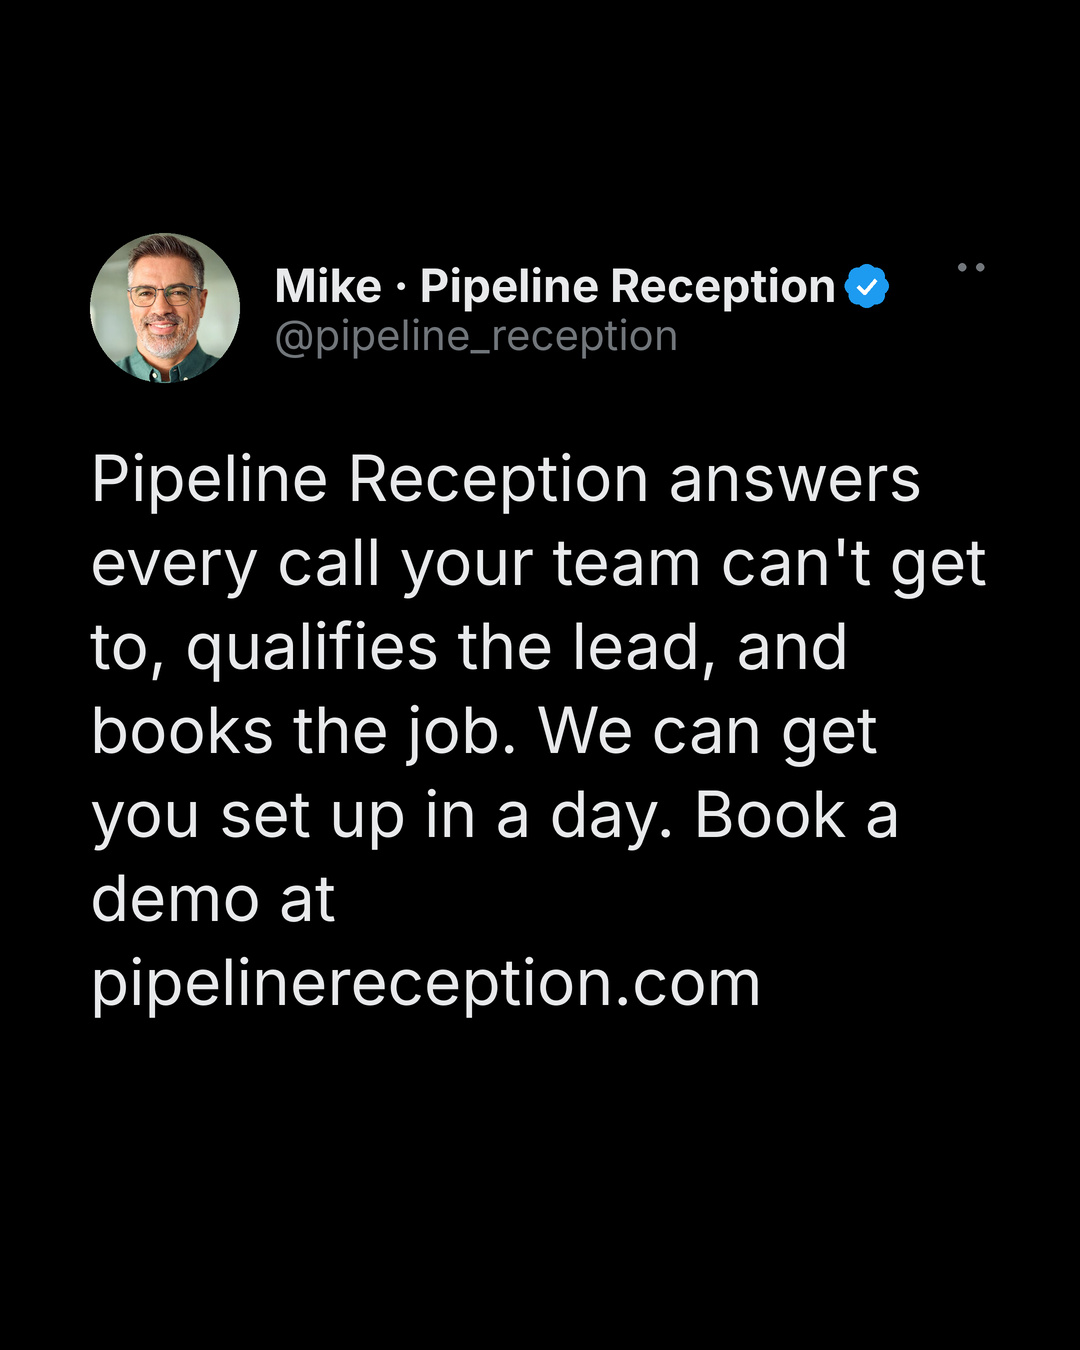 Mike · Pipeline Reception
@pipeline_reception
Pipeline Reception answers
every call your team can't get
to, qualifies the lead, and
books the job. We can get
you set up in a day. Book a
demo at
pipelinereception.com